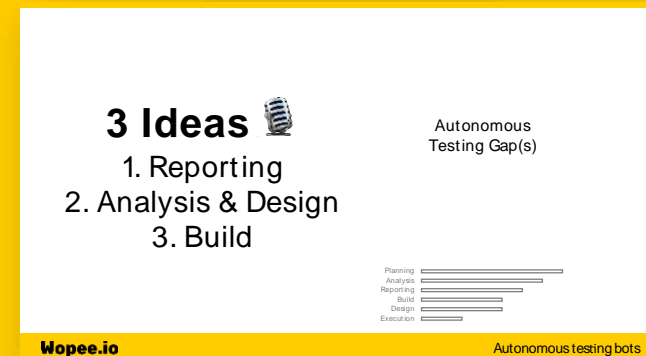 3 Ideas
1. Reporting
2. Analysis & Design
3. Build
Autonomous
Testing Gap(s)
Planning
Analysis
Reporting
Build
Design
Execution
Wopee.io
Autonomous testing bots